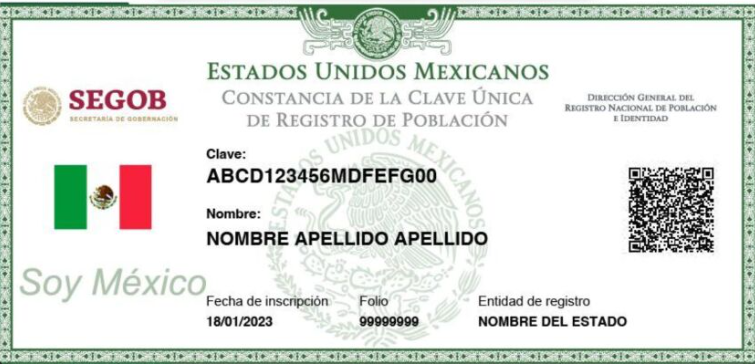 ESTADOS UNIDOS MEXICANOS
CONSTANCIA DE LA CLAVE ÚNICA
DE REGISTRO DE POBLACIÓN
SEGOB
SECRETARÍA DE GOBERNACIÓN
DIRECCIÓN GENERAL DEL
REGISTRO NACIONAL DE POBLACIÓN
E IDENTIDAD
ESTADOS UNIDOS MEXICANOS
Clave:
ABCD123456MDFEFG00
Nombre:
NOMBRE APELLIDO APELLIDO
Soy México
Fecha de inscripción Folio Entidad de registro
18/01/2023 99999999 NOMBRE DEL ESTADO